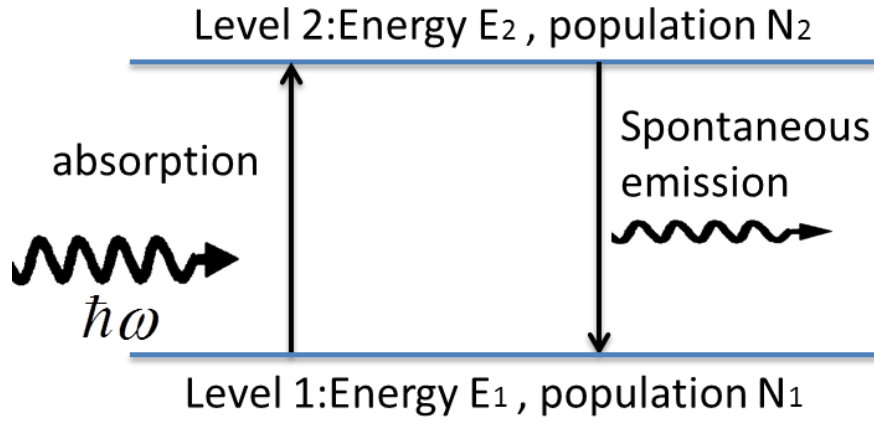 Level 2:Energy E2 , population N2
absorption
Spontaneous
emission
ħω
Level 1:Energy E1 , population N1